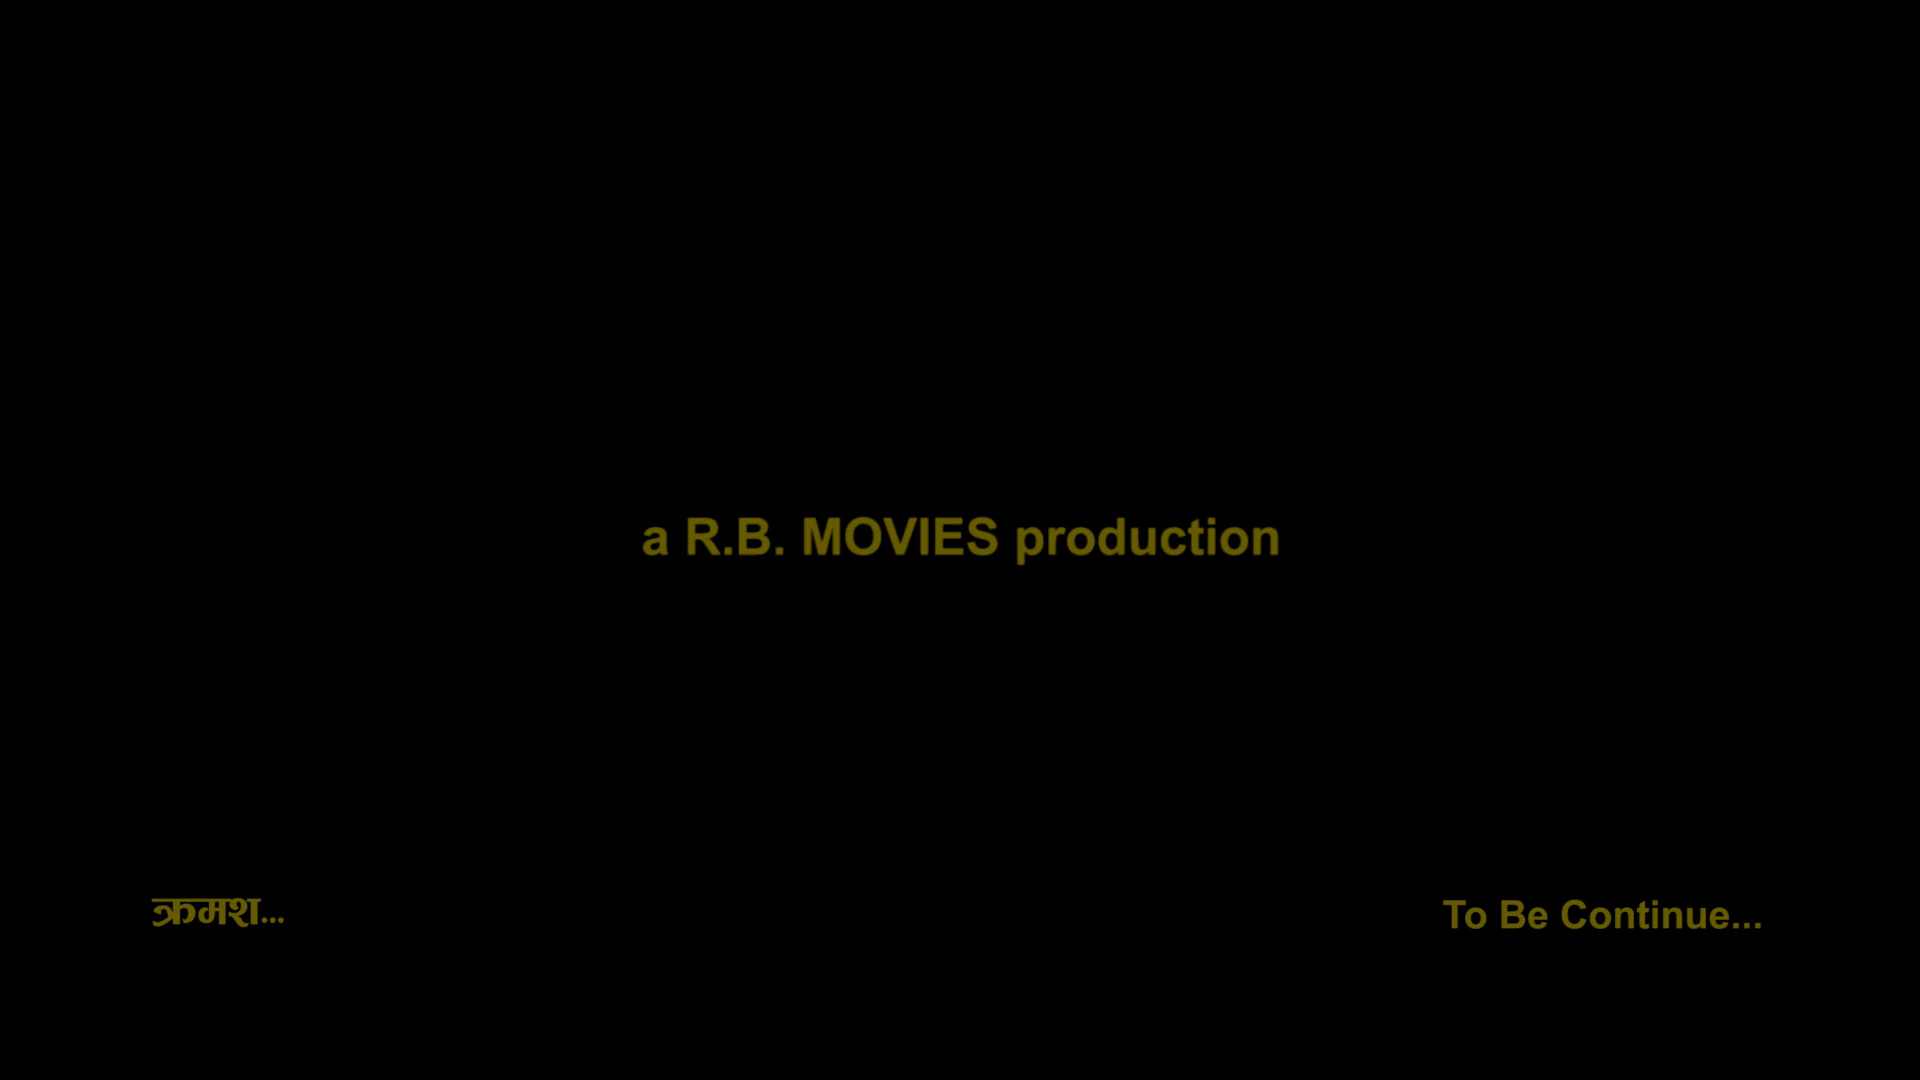 a R.B. MOVIES production
क्रमश...
To Be Continue...